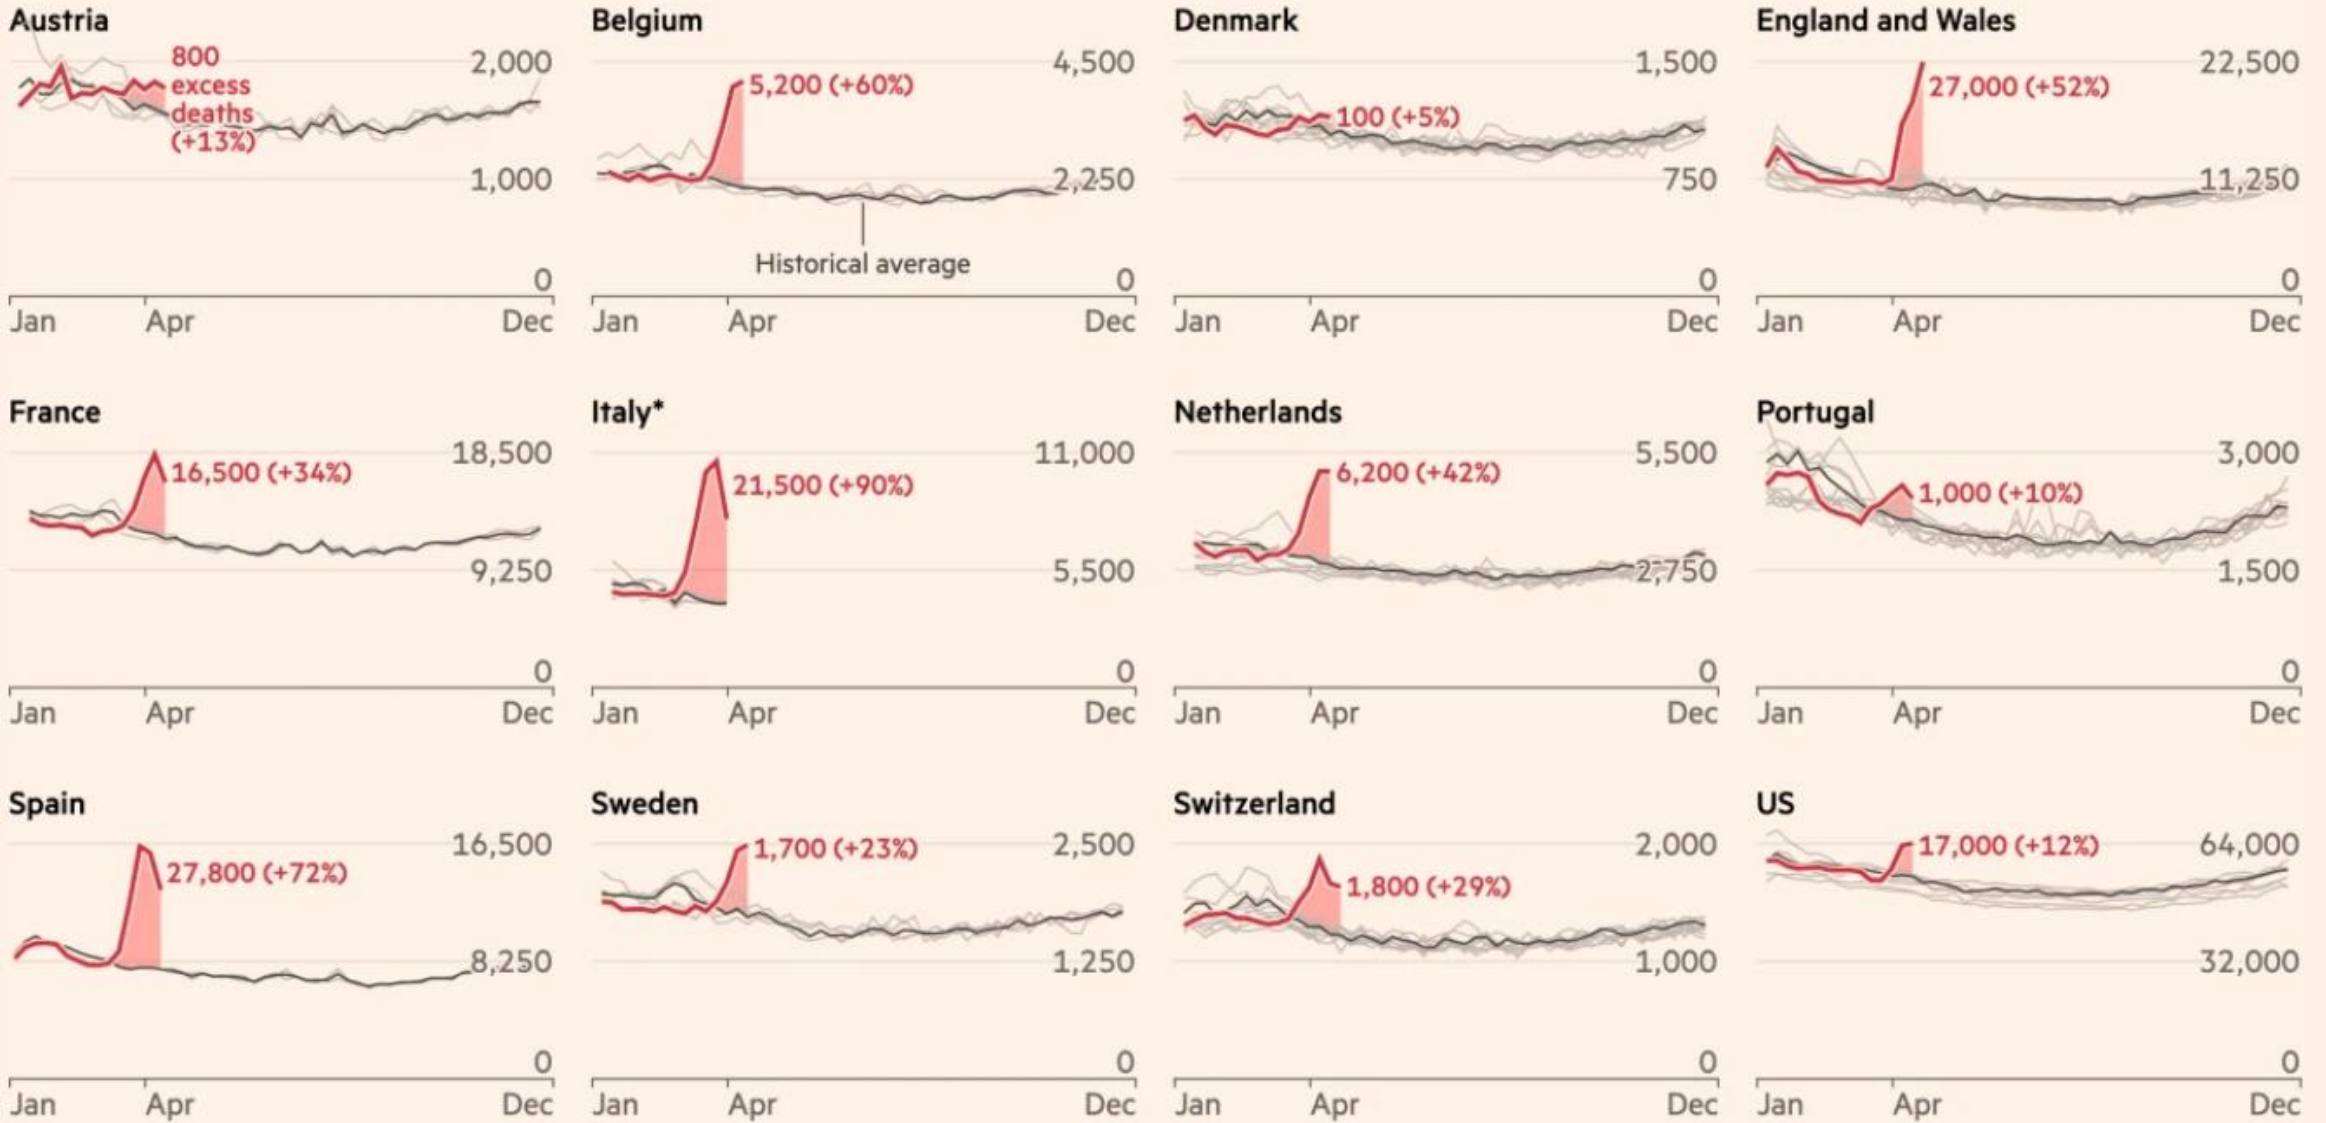 Austria
2,000
800
excess
deaths
(+13%)
1,000
0
Jan Apr Dec
Belgium
4,500
5,200 (+60%)
2,250
Historical average
0
Jan Apr Dec
Denmark
1,500
100 (+5%)
750
0
Jan Apr Dec
England and Wales
22,500
27,000 (+52%)
11,250
0
Jan Apr Dec
France
18,500
16,500 (+34%)
9,250
0
Jan Apr Dec
Italy*
11,000
21,500 (+90%)
5,500
0
Jan Apr Dec
Netherlands
5,500
6,200 (+42%)
2,750
0
Jan Apr Dec
Portugal
3,000
1,000 (+10%)
1,500
0
Jan Apr Dec
Spain
16,500
27,800 (+72%)
8,250
0
Jan Apr Dec
Sweden
2,500
1,700 (+23%)
1,250
0
Jan Apr Dec
Switzerland
2,000
1,800 (+29%)
1,000
0
Jan Apr Dec
US
64,000
17,000 (+12%)
32,000
0
Jan Apr Dec